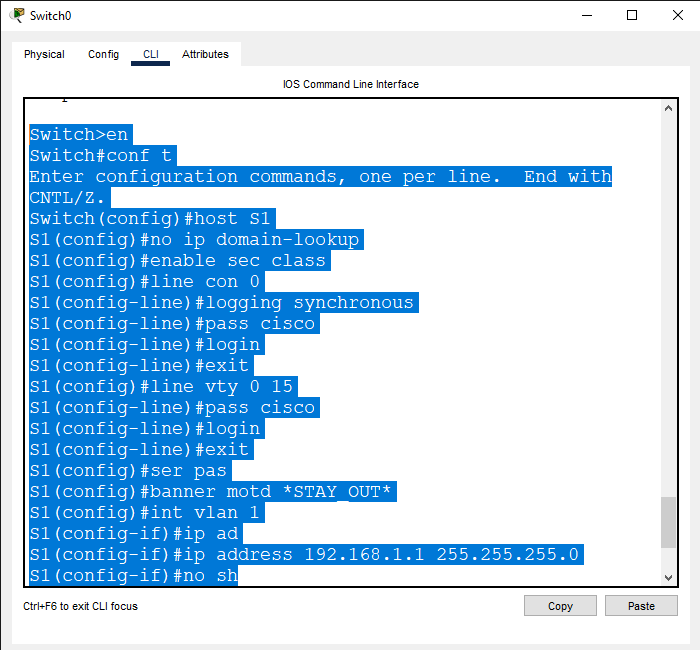 Switch0
Physical Config CLI Attributes
IOS Command Line Interface
Switch>en
Switch#conf t
Enter configuration commands, one per line.  End with
CNTL/Z.
Switch(config)#host S1
S1(config)#no ip domain-lookup
S1(config)#enable sec class
S1(config)#line con 0
S1(config-line)#logging synchronous
S1(config-line)#pass cisco
S1(config-line)#login
S1(config-line)#exit
S1(config)#line vty 0 15
S1(config-line)#pass cisco
S1(config-line)#login
S1(config-line)#exit
S1(config)#ser pas
S1(config)#banner motd *STAY_OUT*
S1(config)#int vlan 1
S1(config-if)#ip ad
S1(config-if)#ip address 192.168.1.1 255.255.255.0
S1(config-if)#no sh
Ctrl+F6 to exit CLI focus
Copy Paste